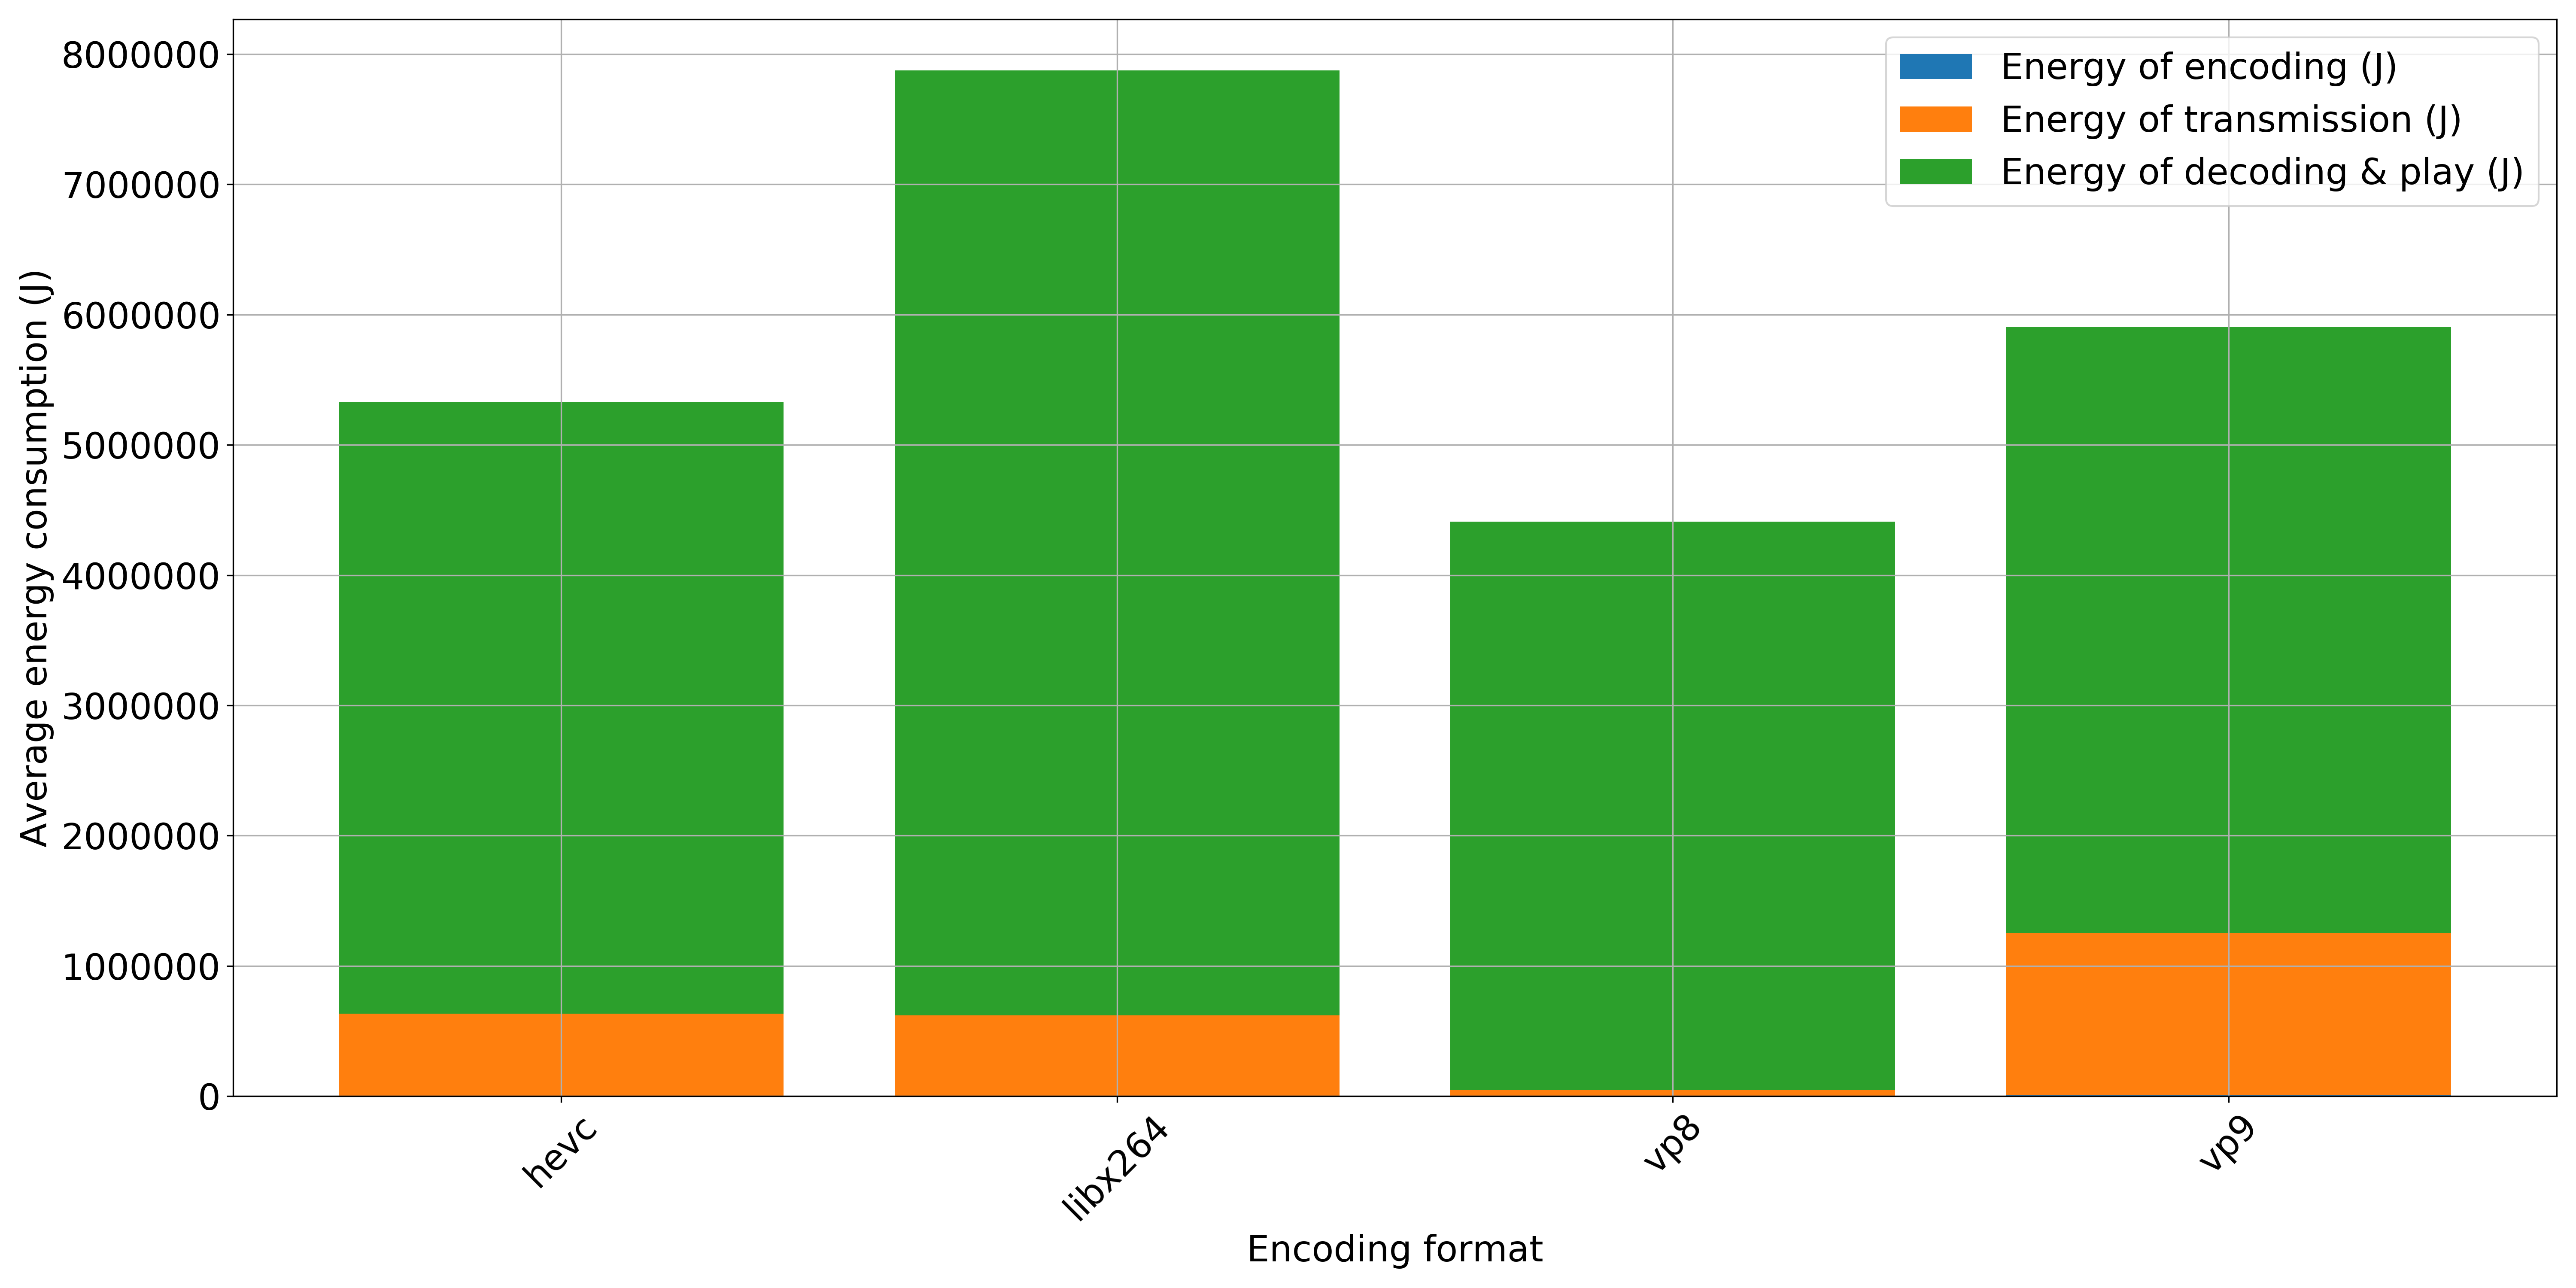 Energy of encoding (J)
Energy of transmission (J)
Energy of decoding & play (J)
Average energy consumption (J)
8000000
7000000
6000000
5000000
4000000
3000000
2000000
1000000
0
hevc
libx264
vp8
vp9
Encoding format